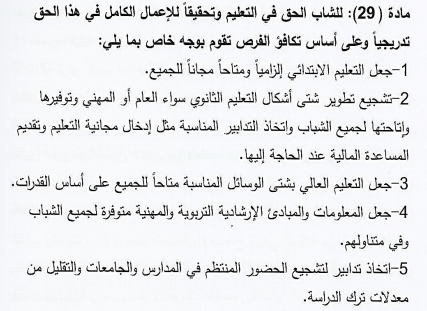 مادة (29): للشاب الحق في التعليم وتحقيقاً للإعمال الكامل في هذا الحق
تدريجياً وعلى أساس تكافؤ الفرص تقوم بوجه خاص بما يلي:
1-جعل التعليم الابتدائي إلزامياً ومتاحاً مجاناً للجميع.
2-تشجيع تطوير شتى أشكال التعليم الثانوي سواء العام أو المهني وتوفيرها
وإتاحتها لجميع الشباب واتخاذ التدابير المناسبة مثل إدخال مجانية التعليم وتقديم
المساعدة المالية عند الحاجة إليها.
3-جعل التعليم العالي بشتى الوسائل المناسبة متاحاً للجميع على أساس القدرات.
4-جعل المعلومات والمبادئ الإرشادية التربوية والمهنية متوفرة لجميع الشباب
وفي متناولهم.
5-اتخاذ تدابير لتشجيع الحضور المنتظم في المدارس والجامعات والتقليل من
معدلات ترك الدراسة.